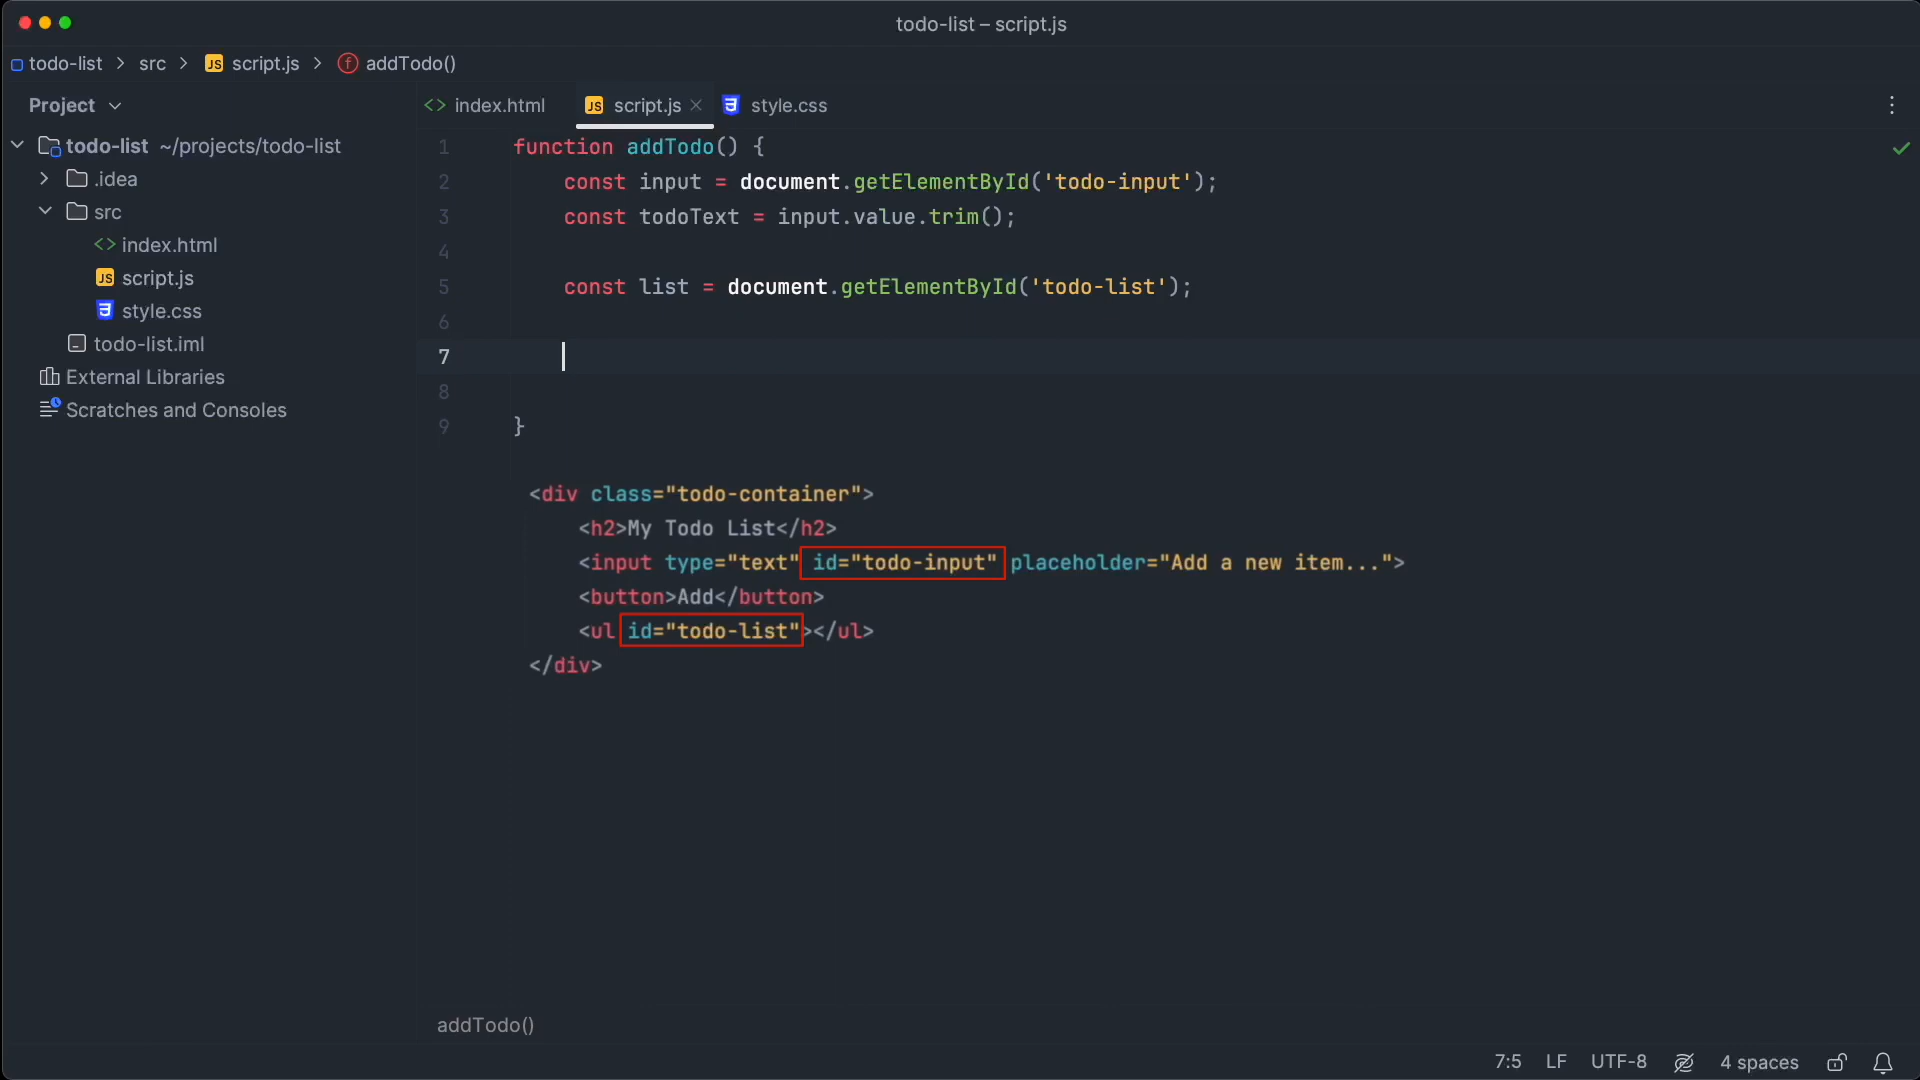 todo-list – script.js
todo-list > src > JS script.js > f addTodo()
Project
<> index.html JS script.js × 3 style.css
todo-list ~/projects/todo-list
.idea
src
<> index.html
JS script.js
3 style.css
todo-list.iml
External Libraries
Scratches and Consoles
1 function addTodo() {
2     const input = document.getElementById('todo-input');
3     const todoText = input.value.trim();
4
5     const list = document.getElementById('todo-list');
6
7
8
9 }
<div class="todo-container">
    <h2>My Todo List</h2>
    <input type="text" id="todo-input" placeholder="Add a new item...">
    <button>Add</button>
    <ul id="todo-list"></ul>
</div>
addTodo()
7:5 LF UTF-8 4 spaces